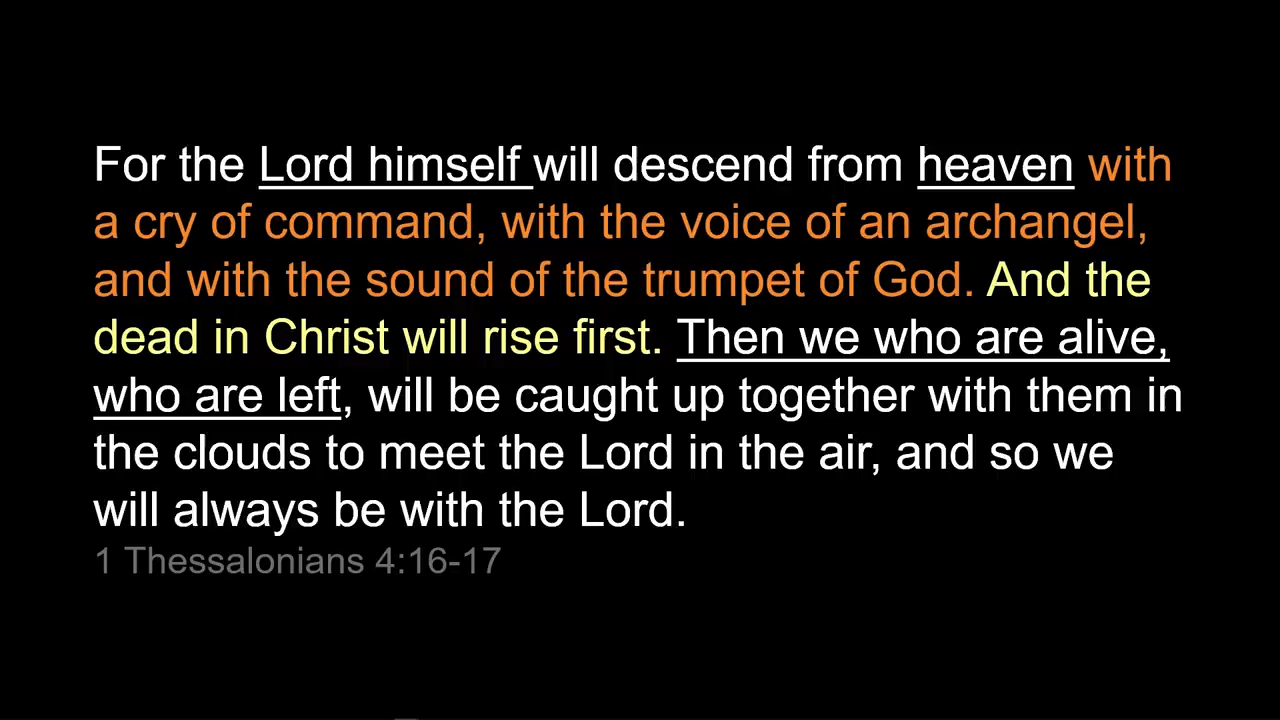 For the Lord himself will descend from heaven with
a cry of command, with the voice of an archangel,
and with the sound of the trumpet of God. And the
dead in Christ will rise first. Then we who are alive,
who are left, will be caught up together with them in
the clouds to meet the Lord in the air, and so we
will always be with the Lord.
1 Thessalonians 4:16-17